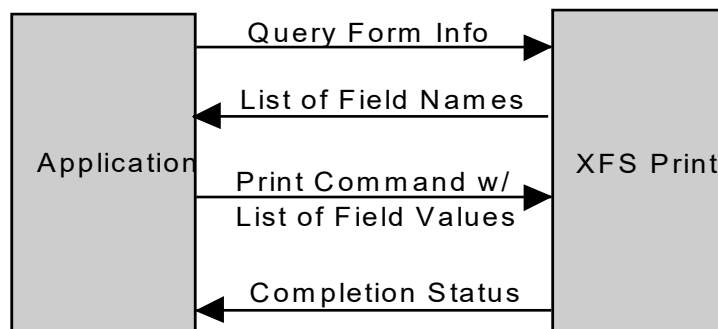 Query Form Info
List of Field Names
Application
XFS Print
Print Command w/
List of Field Values
Completion Status